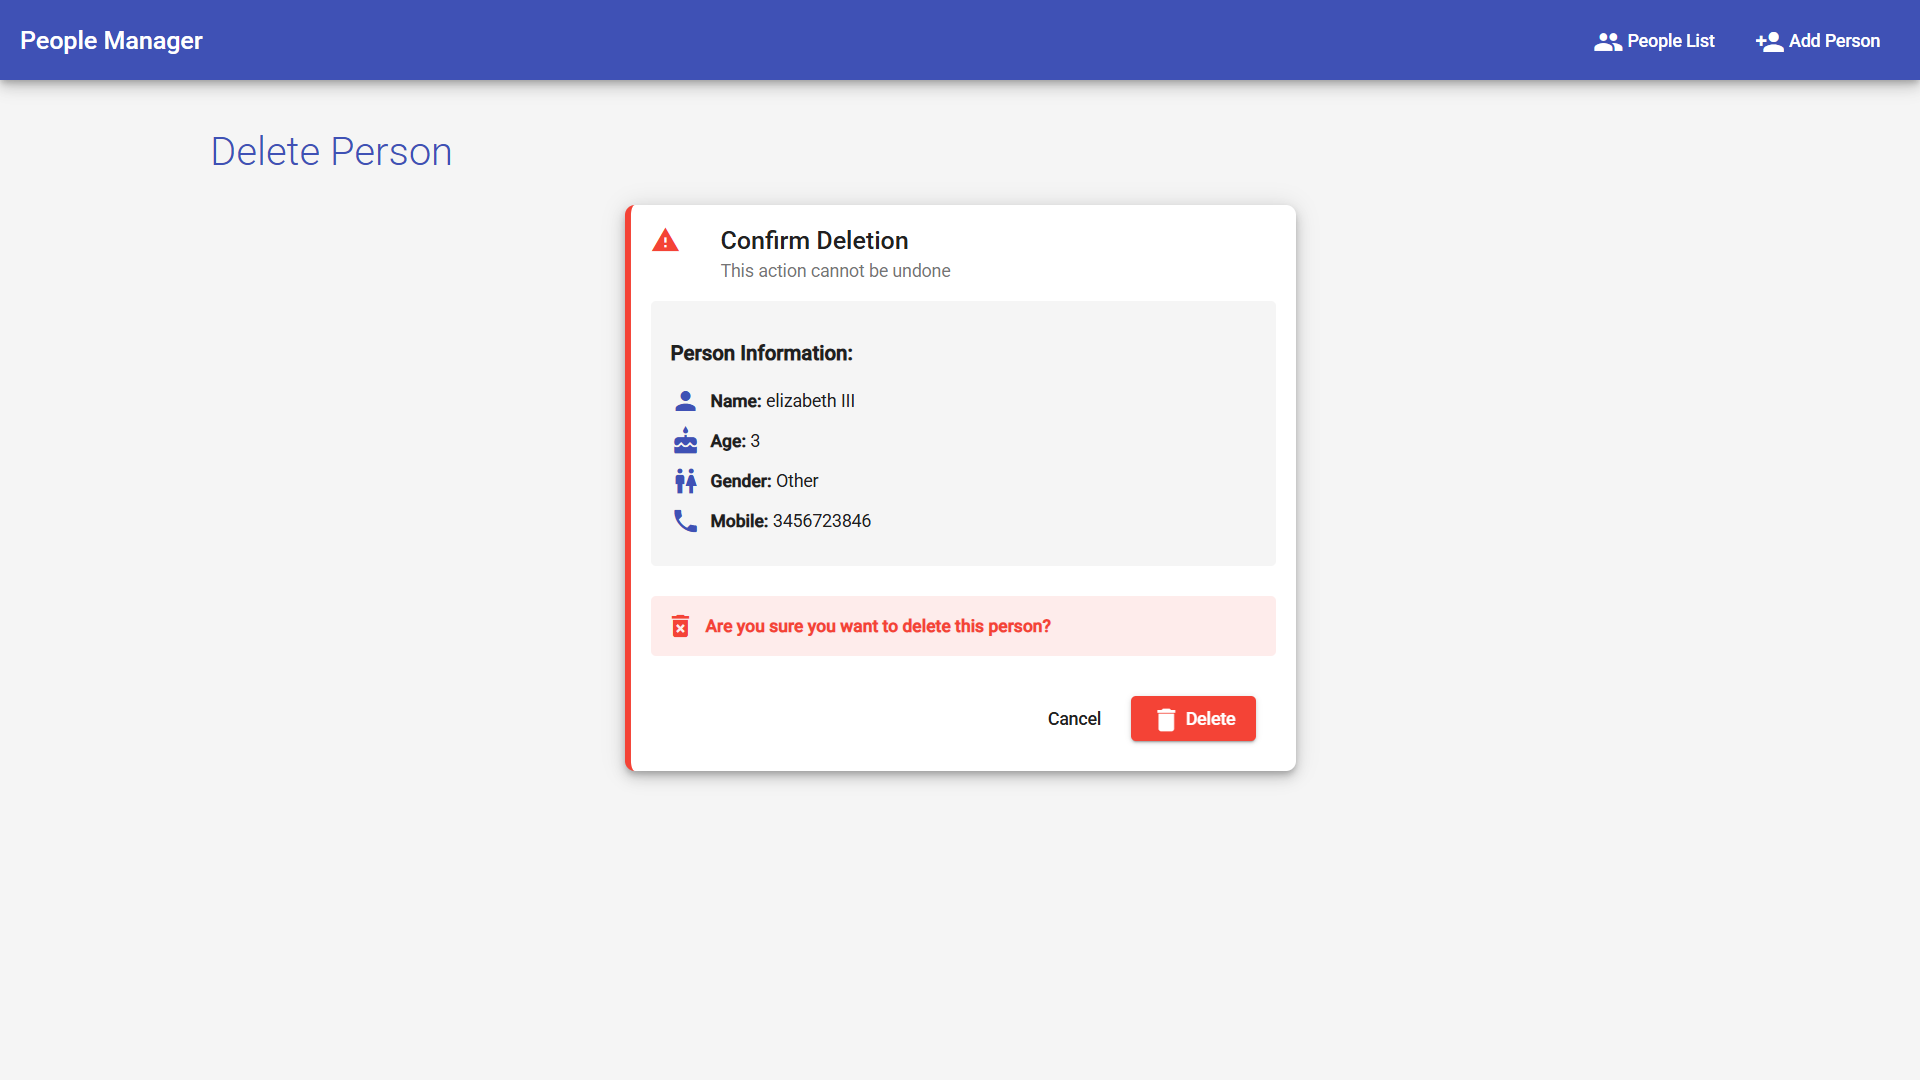 People Manager
People List
Add Person
Delete Person
Confirm Deletion
This action cannot be undone
Person Information:
Name: elizabeth III
Age: 3
Gender: Other
Mobile: 3456723846
Are you sure you want to delete this person?
Cancel
Delete